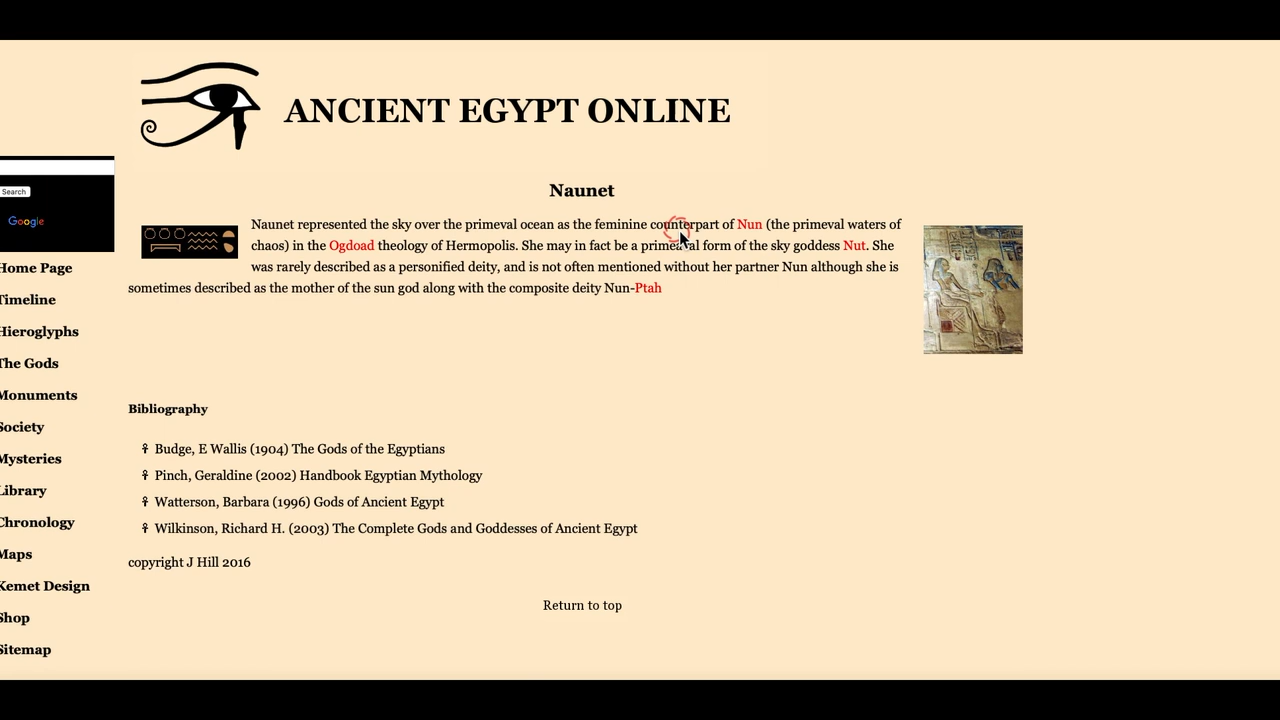 ANCIENT EGYPT ONLINE
Search
Google
Home Page
Timeline
Hieroglyphs
The Gods
Monuments
Society
Mysteries
Library
Chronology
Maps
Kemet Design
Shop
Sitemap
Naunet
Naunet represented the sky over the primeval ocean as the feminine counterpart of Nun (the primeval waters of
chaos) in the Ogdoad theology of Hermopolis. She may in fact be a primeval form of the sky goddess Nut. She
was rarely described as a personified deity, and is not often mentioned without her partner Nun although she is
sometimes described as the mother of the sun god along with the composite deity Nun-Ptah
Bibliography
Budge, E Wallis (1904) The Gods of the Egyptians
Pinch, Geraldine (2002) Handbook Egyptian Mythology
Watterson, Barbara (1996) Gods of Ancient Egypt
Wilkinson, Richard H. (2003) The Complete Gods and Goddesses of Ancient Egypt
copyright J Hill 2016
Return to top